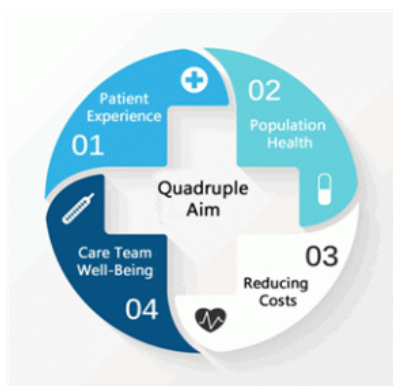 Patient
Experience
01
02
Population
Health
Quadruple
Aim
03
Reducing
Costs
Care Team
Well-Being
04